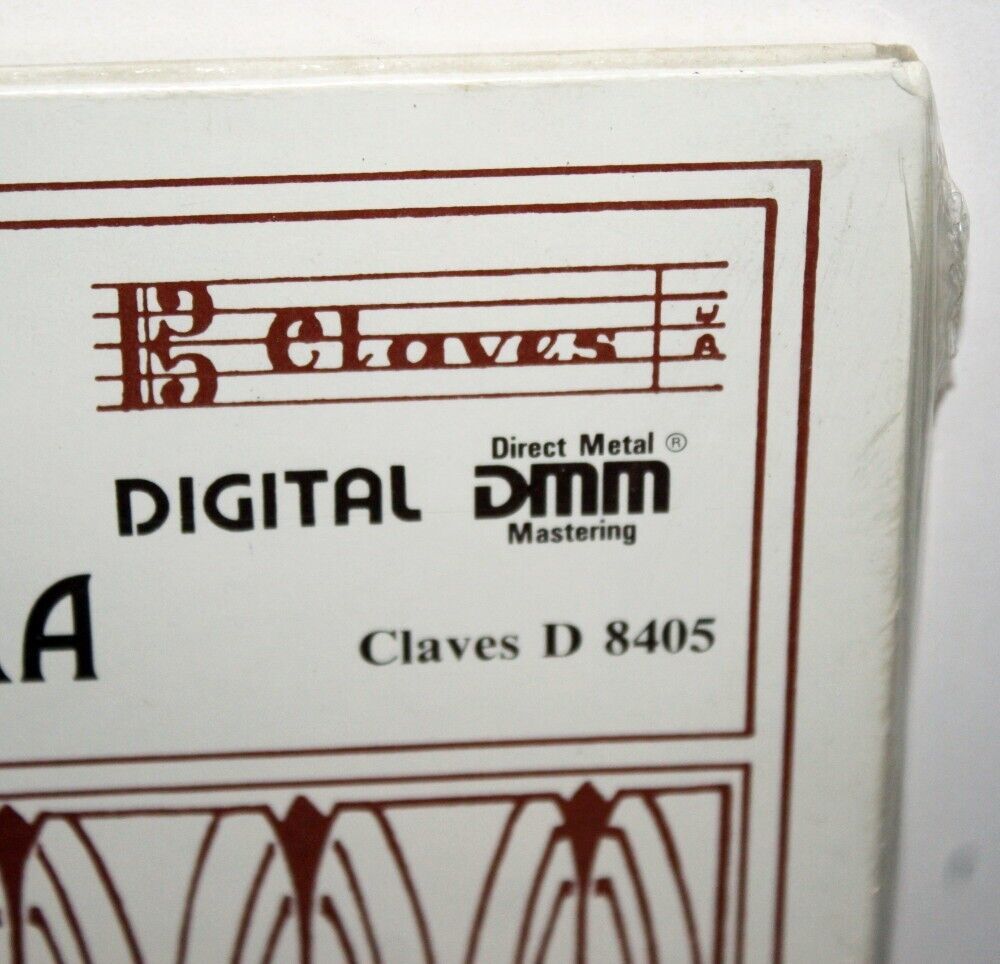 Claves
DIGITAL
Direct Metal ®
DMM
Mastering
A
Claves D 8405